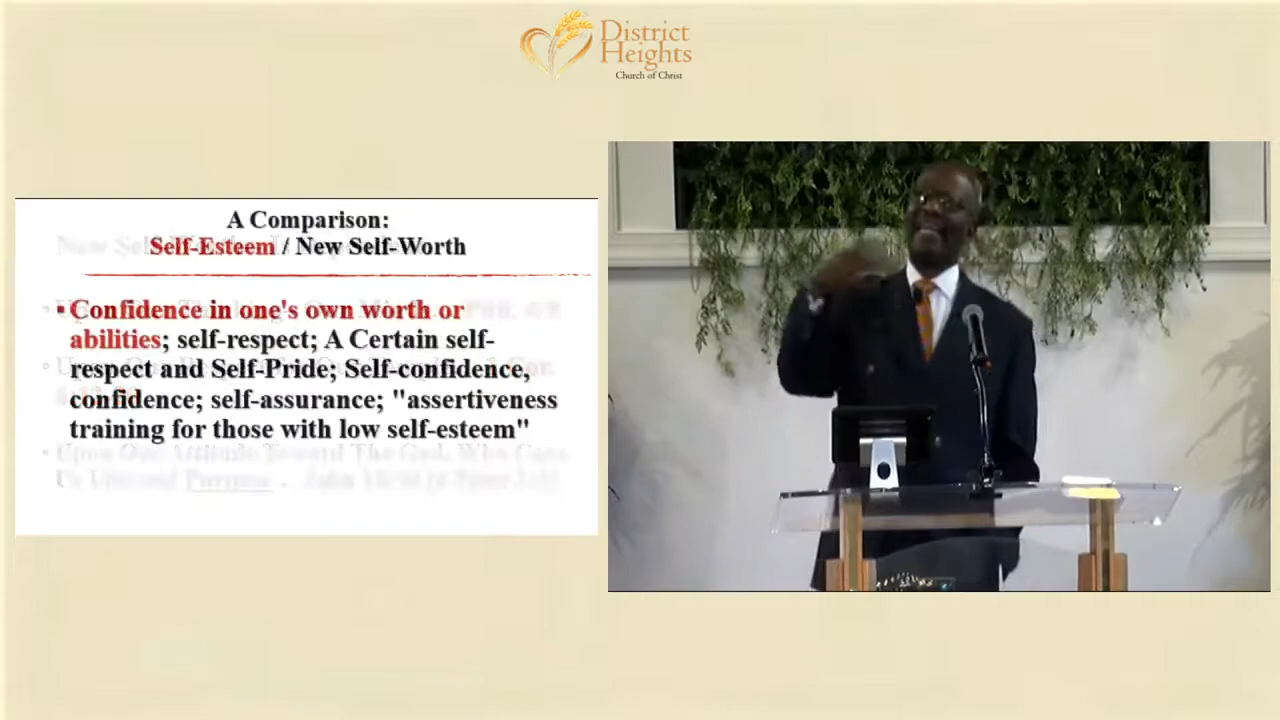 District
Heights
Church of Christ
A Comparison:
Self-Esteem / New Self-Worth
▪ Confidence in one's own worth or
abilities; self-respect; A Certain self-
respect and Self-Pride; Self-confidence,
confidence; self-assurance; "assertiveness
training for those with low self-esteem"